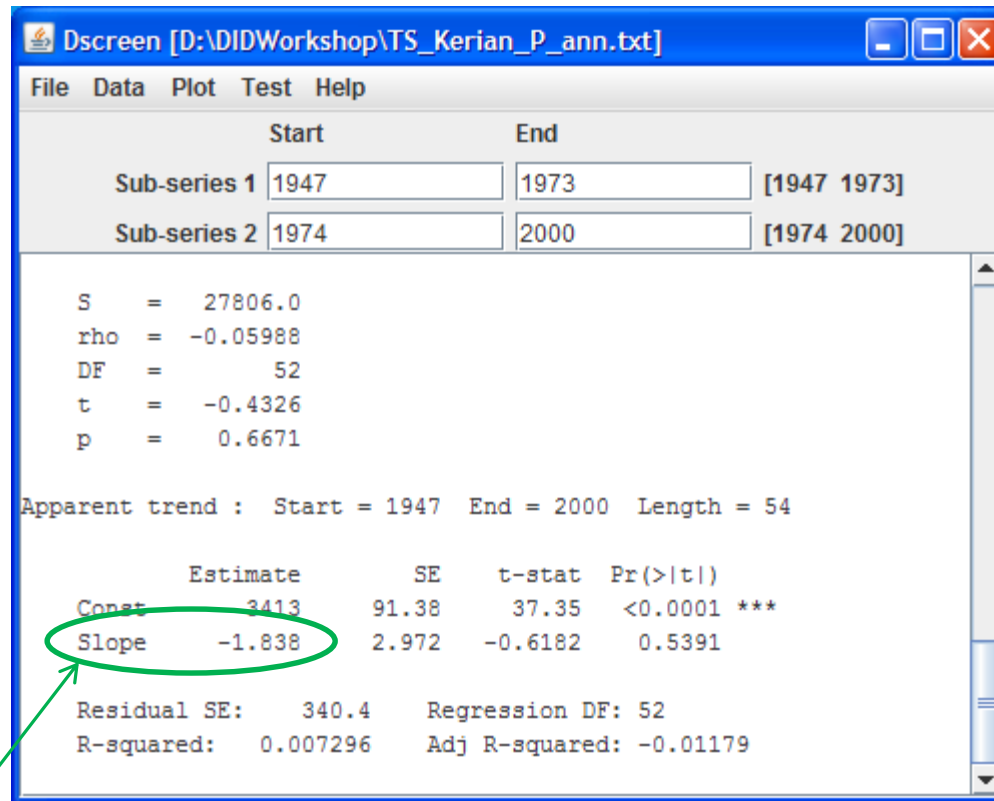 Dscreen [D:\DIDWorkshop\TS_Kerian_P_ann.txt]
File Data Plot Test Help
Start End
Sub-series 1 1947 1973 [1947 1973]
Sub-series 2 1974 2000 [1974 2000]
S = 27806.0
rho = -0.05988
DF = 52
t = -0.4326
p = 0.6671
Apparent trend : Start = 1947 End = 2000 Length = 54
Estimate SE t-stat Pr(>|t|)
Const 3413 91.38 37.35 <0.0001 ***
Slope -1.838 2.972 -0.6182 0.5391
Residual SE: 340.4 Regression DF: 52
R-squared: 0.007296 Adj R-squared: -0.01179